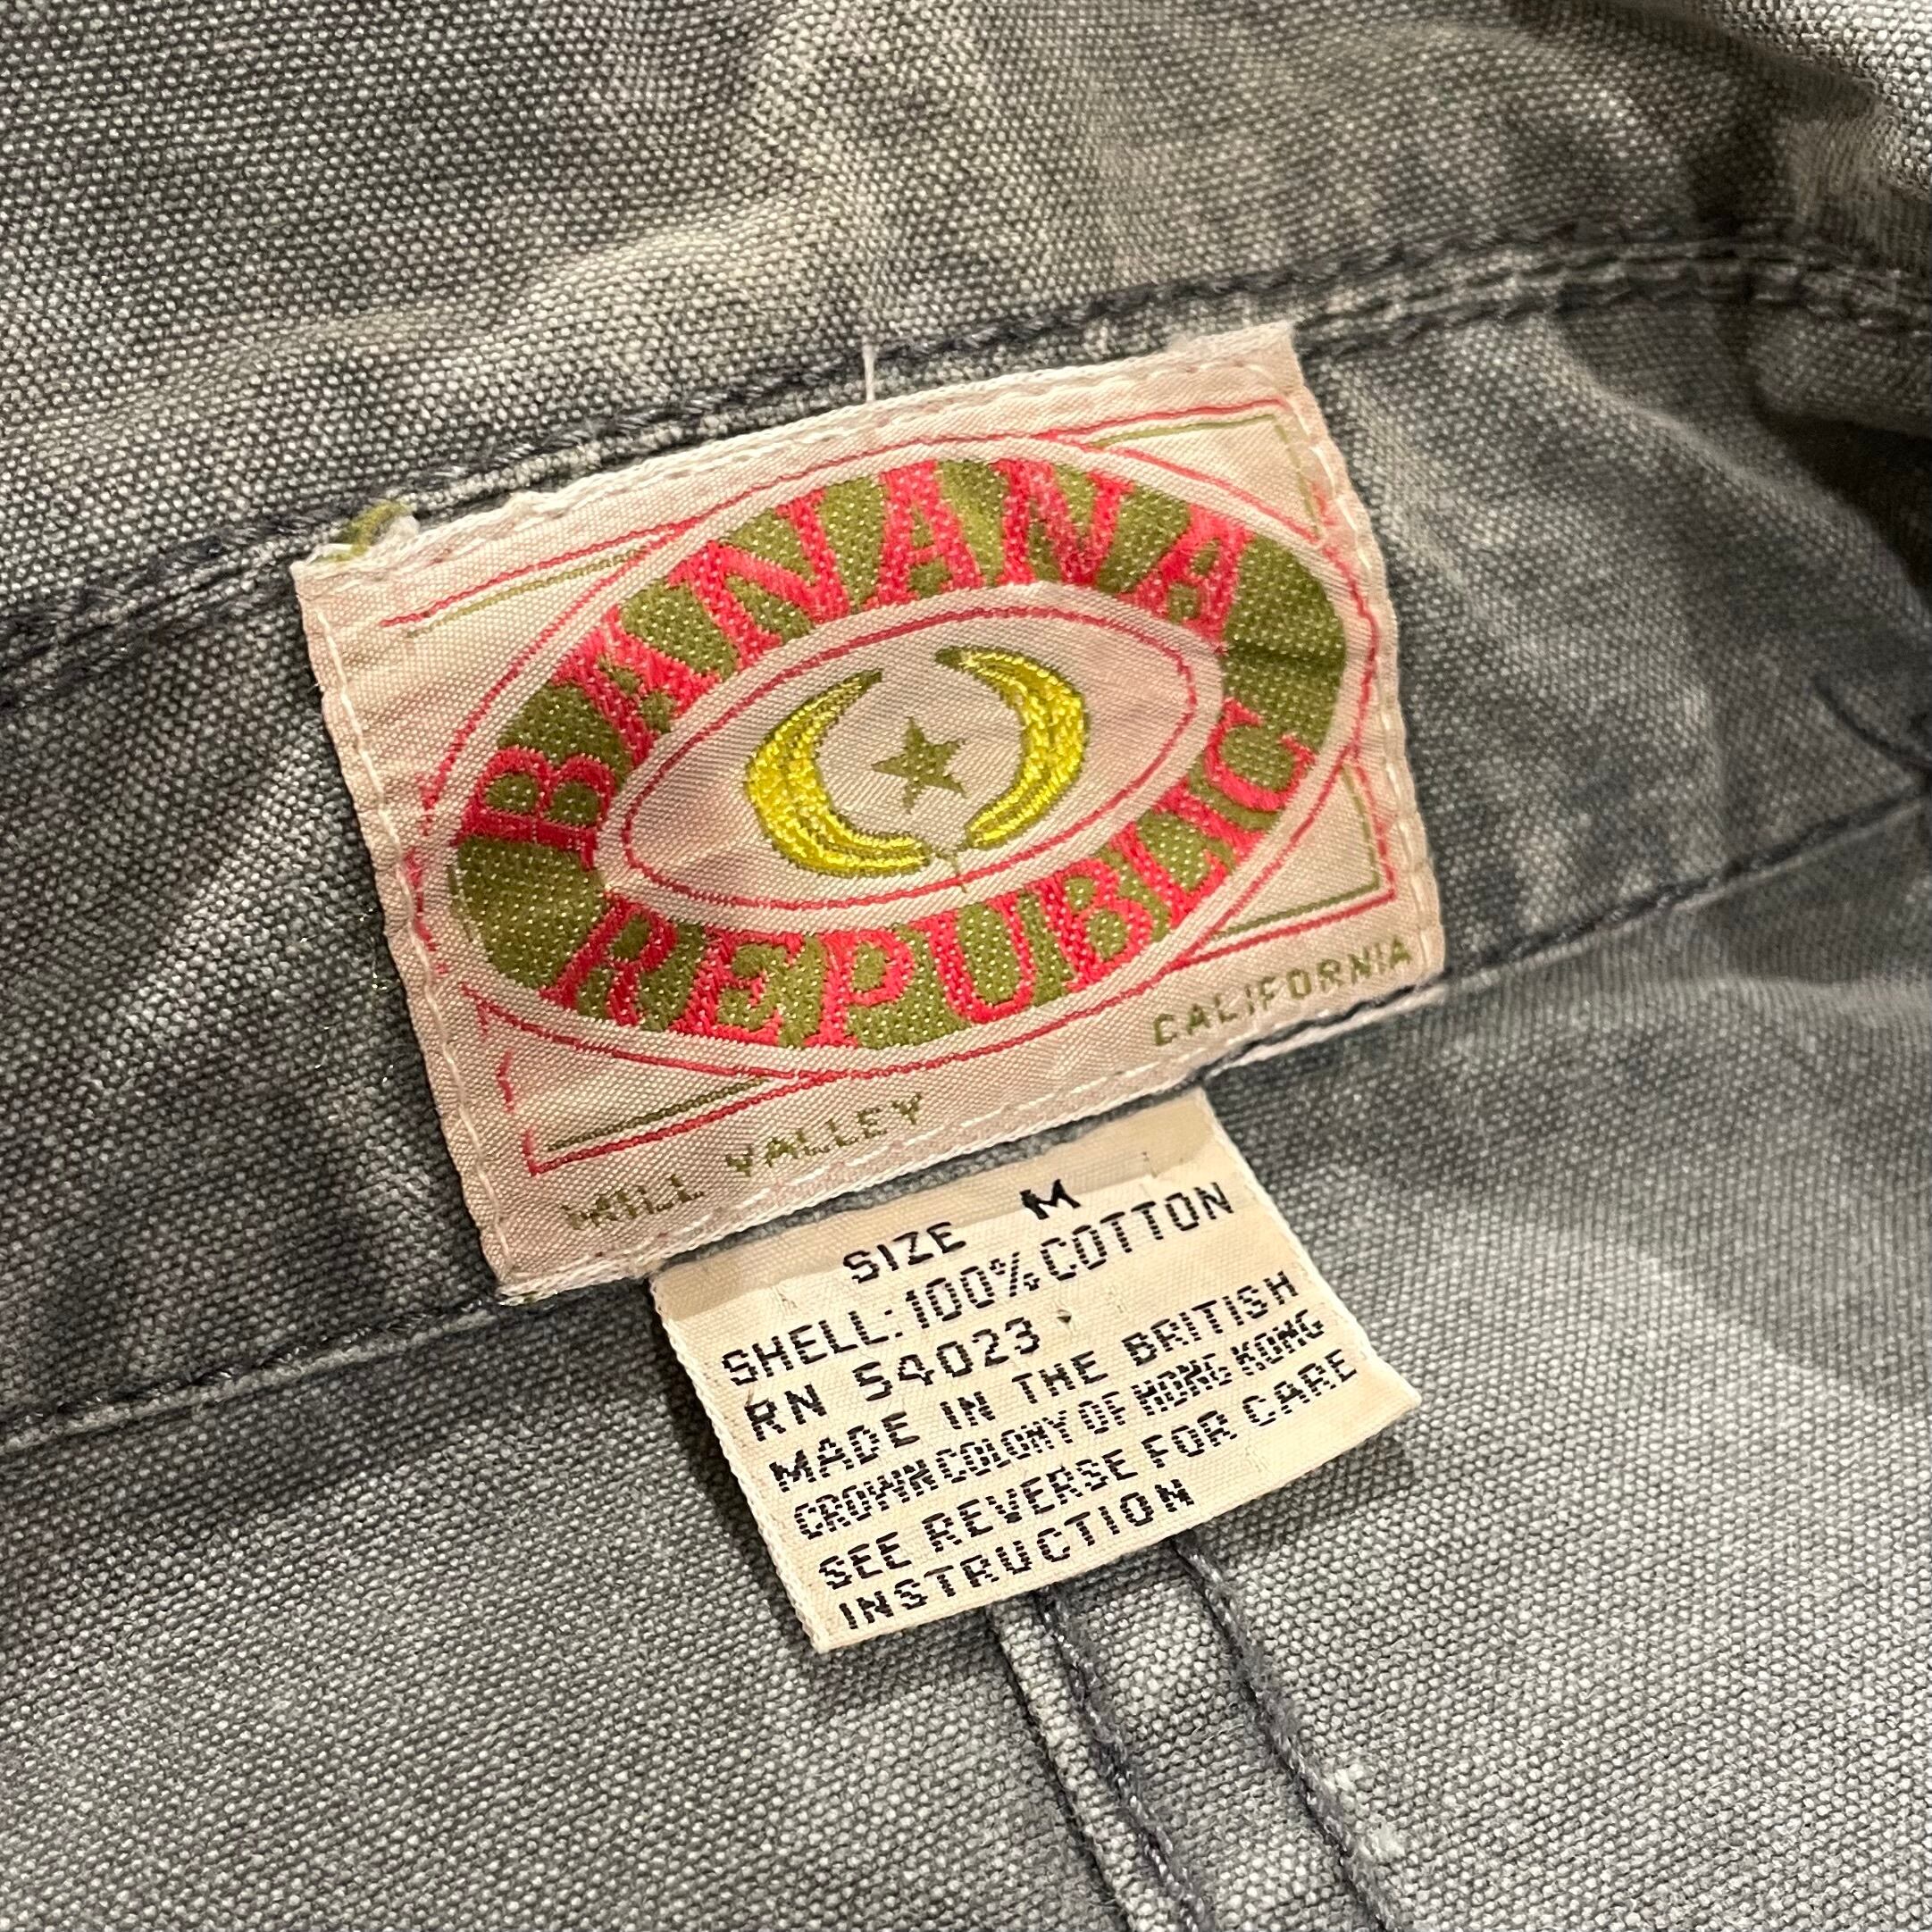 BANANA
REPUBLIC
MILL VALLEY CALIFORNIA
SIZE M
SHELL: 100% COTTON
RN 54023
MADE IN THE BRITISH
CROWN COLONY OF HONG KONG
SEE REVERSE FOR CARE
INSTRUCTION